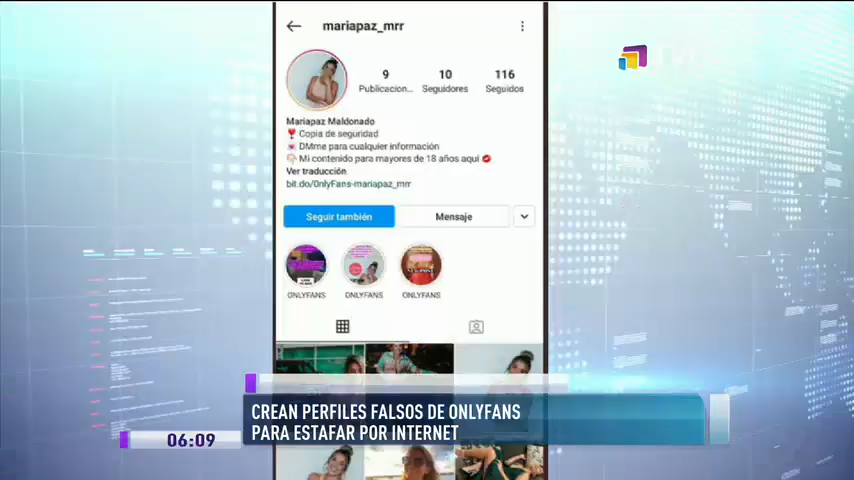 mariapaz_mrr
9 10 116
Publicacion... Seguidores Seguidos
Mariapaz Maldonado
Copia de seguridad
DMme para cualquier información
Mi contenido para mayores de 18 años aquí
Ver traducción
bit.do/0nlyFans-mariapaz_mrr
Seguir también Mensaje
ONLYFANS ONLYFANS ONLYFANS
CREAN PERFILES FALSOS DE ONLYFANS
PARA ESTAFAR POR INTERNET
06:09